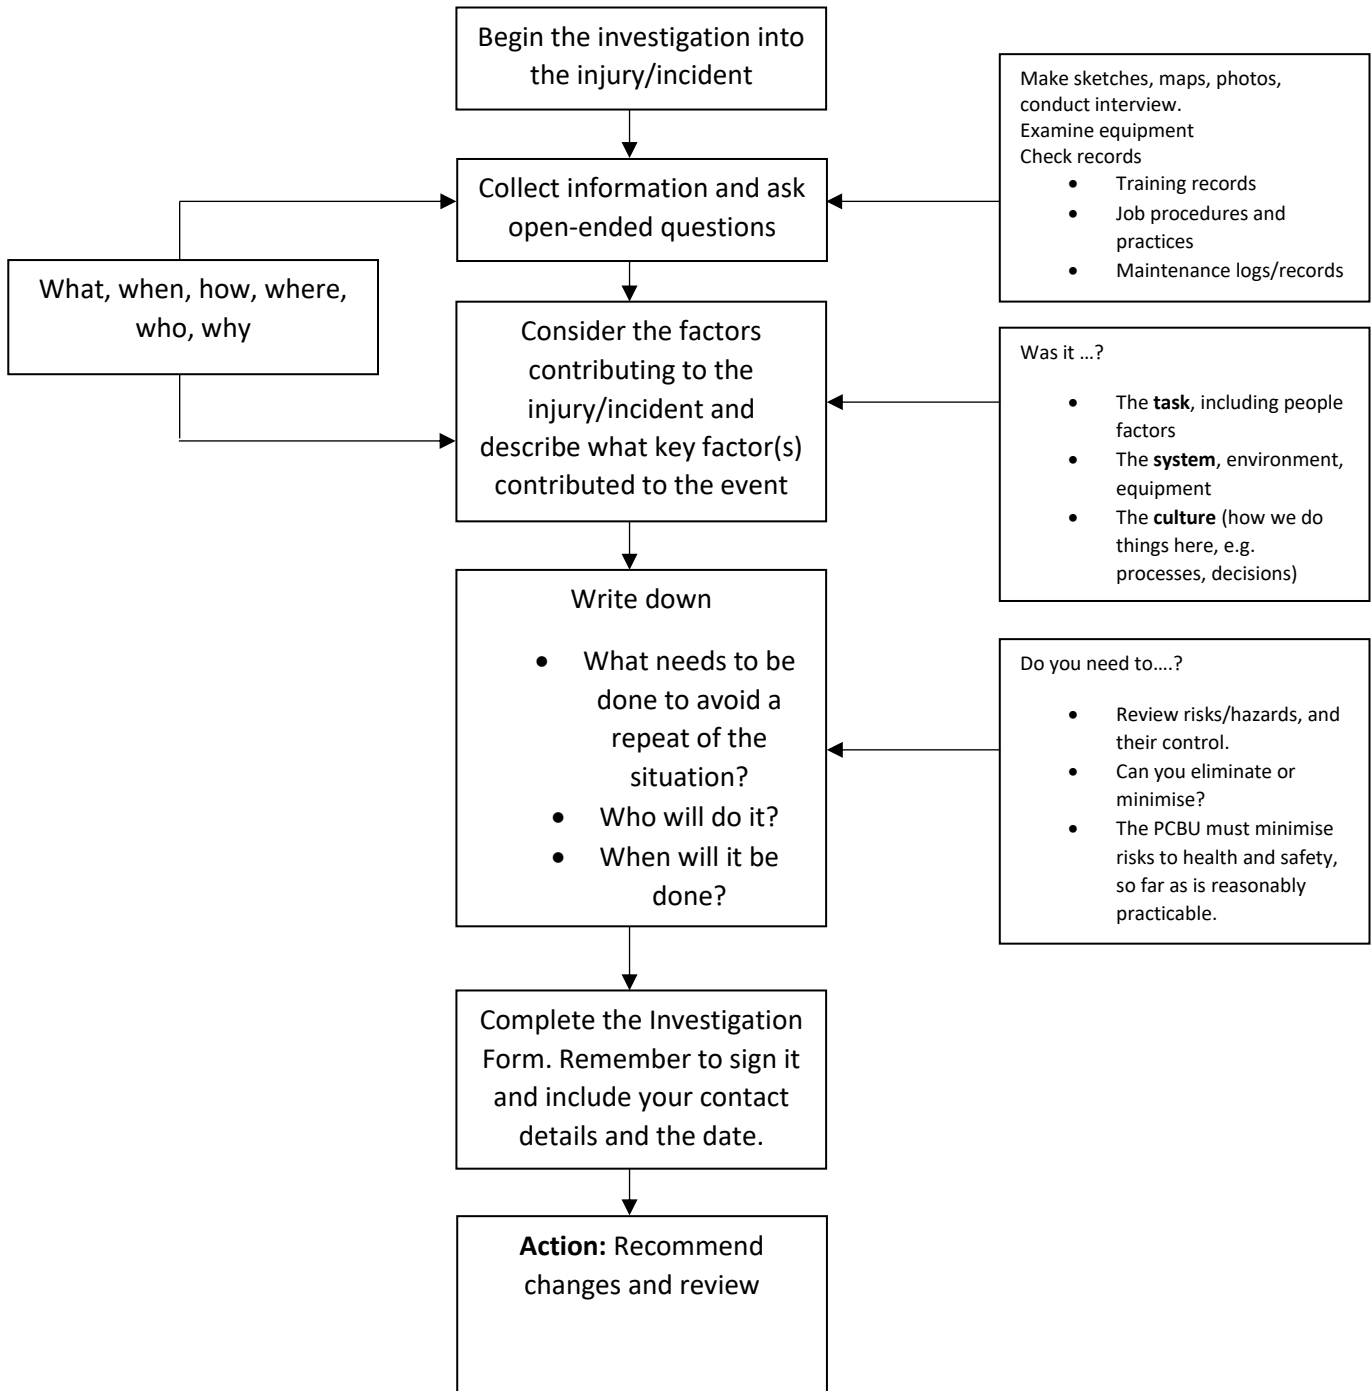 Begin the investigation into
the injury/incident
Make sketches, maps, photos,
conduct interview.
Examine equipment
Check records
• Training records
• Job procedures and
practices
• Maintenance logs/records
Collect information and ask
open-ended questions
What, when, how, where,
who, why
Consider the factors
contributing to the
injury/incident and
describe what key factor(s)
contributed to the event
Was it ...?
• The task, including people
factors
• The system, environment,
equipment
• The culture (how we do
things here, e.g.
processes, decisions)
Write down
• What needs to be
done to avoid a
repeat of the
situation?
• Who will do it?
• When will it be
done?
Do you need to....?
• Review risks/hazards, and
their control.
• Can you eliminate or
minimise?
• The PCBU must minimise
risks to health and safety,
so far as is reasonably
practicable.
Complete the Investigation
Form. Remember to sign it
and include your contact
details and the date.
Action: Recommend
changes and review